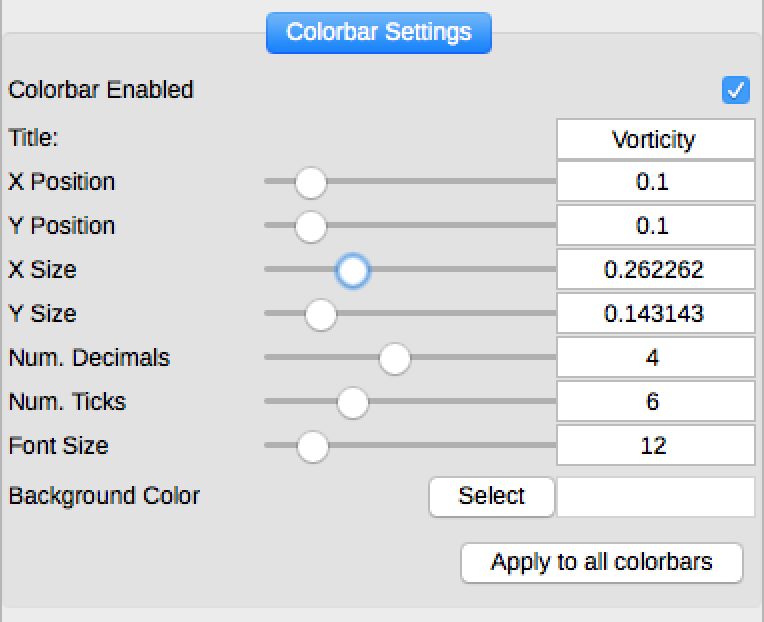 Colorbar Settings
Colorbar Enabled
Title: Vorticity
X Position 0.1
Y Position 0.1
X Size 0.262262
Y Size 0.143143
Num. Decimals 4
Num. Ticks 6
Font Size 12
Background Color Select
Apply to all colorbars